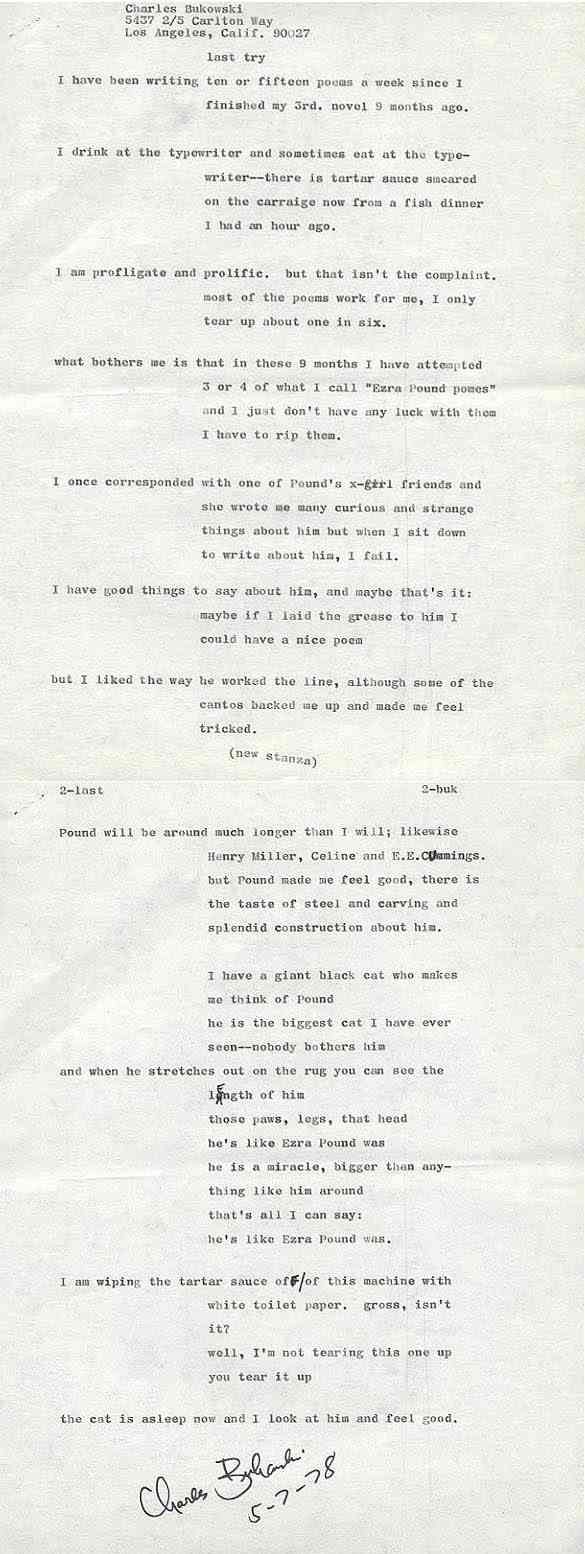 Charles Bukowski
5437 2/5 Carlton Way
Los Angeles, Calif. 90027
last try
I have been writing ten or fifteen poems a week since I
finished my 3rd. novel 9 months ago.
I drink at the typewriter and sometimes eat at the type-
writer--there is tartar sauce smeared
on the carraige now from a fish dinner
I had an hour ago.
I am profligate and prolific. but that isn't the complaint.
most of the poems work for me, I only
tear up about one in six.
what bothers me is that in these 9 months I have attempted
3 or 4 of what I call "Ezra Pound pomes"
and I just don't have any luck with them
I have to rip them.
I once corresponded with one of Pound's x-girl friends and
she wrote me many curious and strange
things about him but when I sit down
to write about him, I fail.
I have good things to say about him, and maybe that's it:
maybe if I laid the grease to him I
could have a nice poem
but I liked the way he worked the line, although some of the
cantos backed me up and made me feel
tricked.
(new stanza)
2-last 2-buk
Pound will be around much longer than I will; likewise
Henry Miller, Celine and E.E.CUmmings.
but Pound made me feel good, there is
the taste of steel and carving and
splendid construction about him.
I have a giant black cat who makes
me think of Pound
he is the biggest cat I have ever
seen--nobody bothers him
and when he stretches out on the rug you can see the
lEngth of him
those paws, legs, that head
he's like Ezra Pound was
he is a miracle, bigger than any-
thing like him around
that's all I can say:
he's like Ezra Pound was.
I am wiping the tartar sauce ofF/of this machine with
white toilet paper. gross, isn't
it?
well, I'm not tearing this one up
you tear it up
the cat is asleep now and I look at him and feel good.
Charles Bukowski
5-7-78